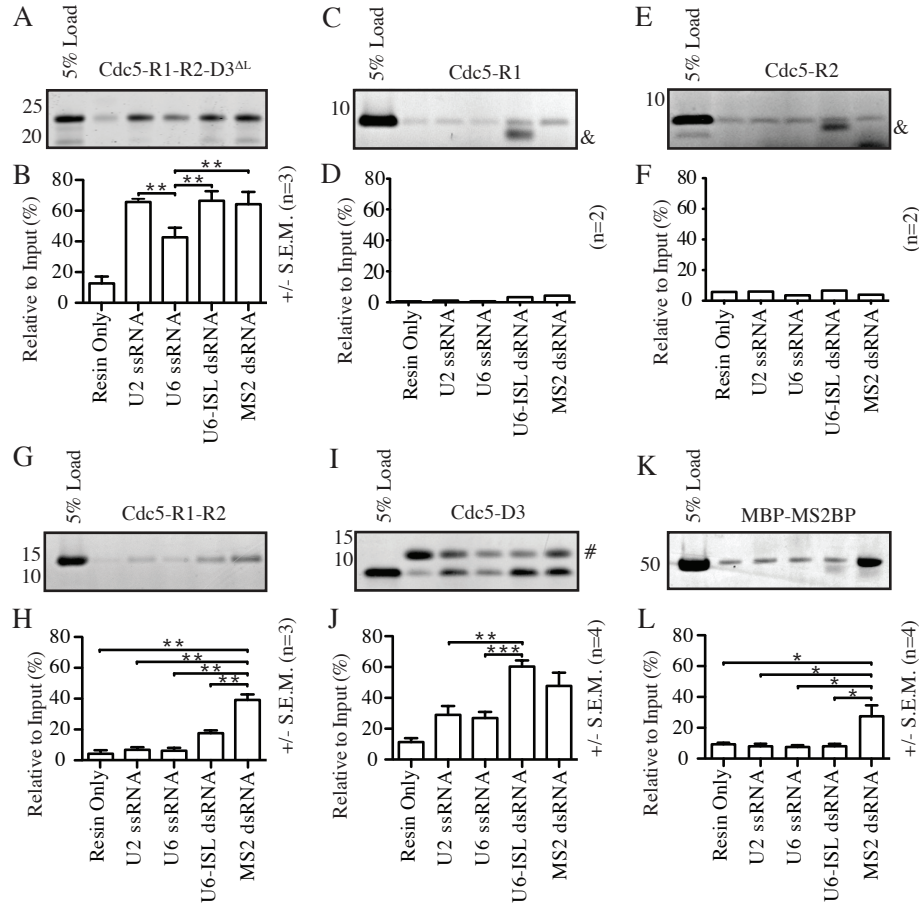 A
5% Load
Cdc5-R1-R2-D3ΔL
25
20
B
Relative to Input (%)
80
60
40
20
0
**
**
**
+/- S.E.M. (n=3)
Resin Only
U2 ssRNA
U6 ssRNA
U6-ISL dsRNA
MS2 dsRNA
C
5% Load
Cdc5-R1
10
&
D
Relative to Input (%)
80
60
40
20
0
(n=2)
Resin Only
U2 ssRNA
U6 ssRNA
U6-ISL dsRNA
MS2 dsRNA
E
5% Load
Cdc5-R2
10
&
F
Relative to Input (%)
80
60
40
20
0
(n=2)
Resin Only
U2 ssRNA
U6 ssRNA
U6-ISL dsRNA
MS2 dsRNA
G
5% Load
Cdc5-R1-R2
15
10
H
Relative to Input (%)
80
60
40
20
0
**
**
**
**
+/- S.E.M. (n=3)
Resin Only
U2 ssRNA
U6 ssRNA
U6-ISL dsRNA
MS2 dsRNA
I
5% Load
Cdc5-D3
15
10
#
J
Relative to Input (%)
80
60
40
20
0
**
***
+/- S.E.M. (n=4)
Resin Only
U2 ssRNA
U6 ssRNA
U6-ISL dsRNA
MS2 dsRNA
K
5% Load
MBP-MS2BP
50
L
Relative to Input (%)
80
60
40
20
0
*
*
*
*
+/- S.E.M. (n=4)
Resin Only
U2 ssRNA
U6 ssRNA
U6-ISL dsRNA
MS2 dsRNA